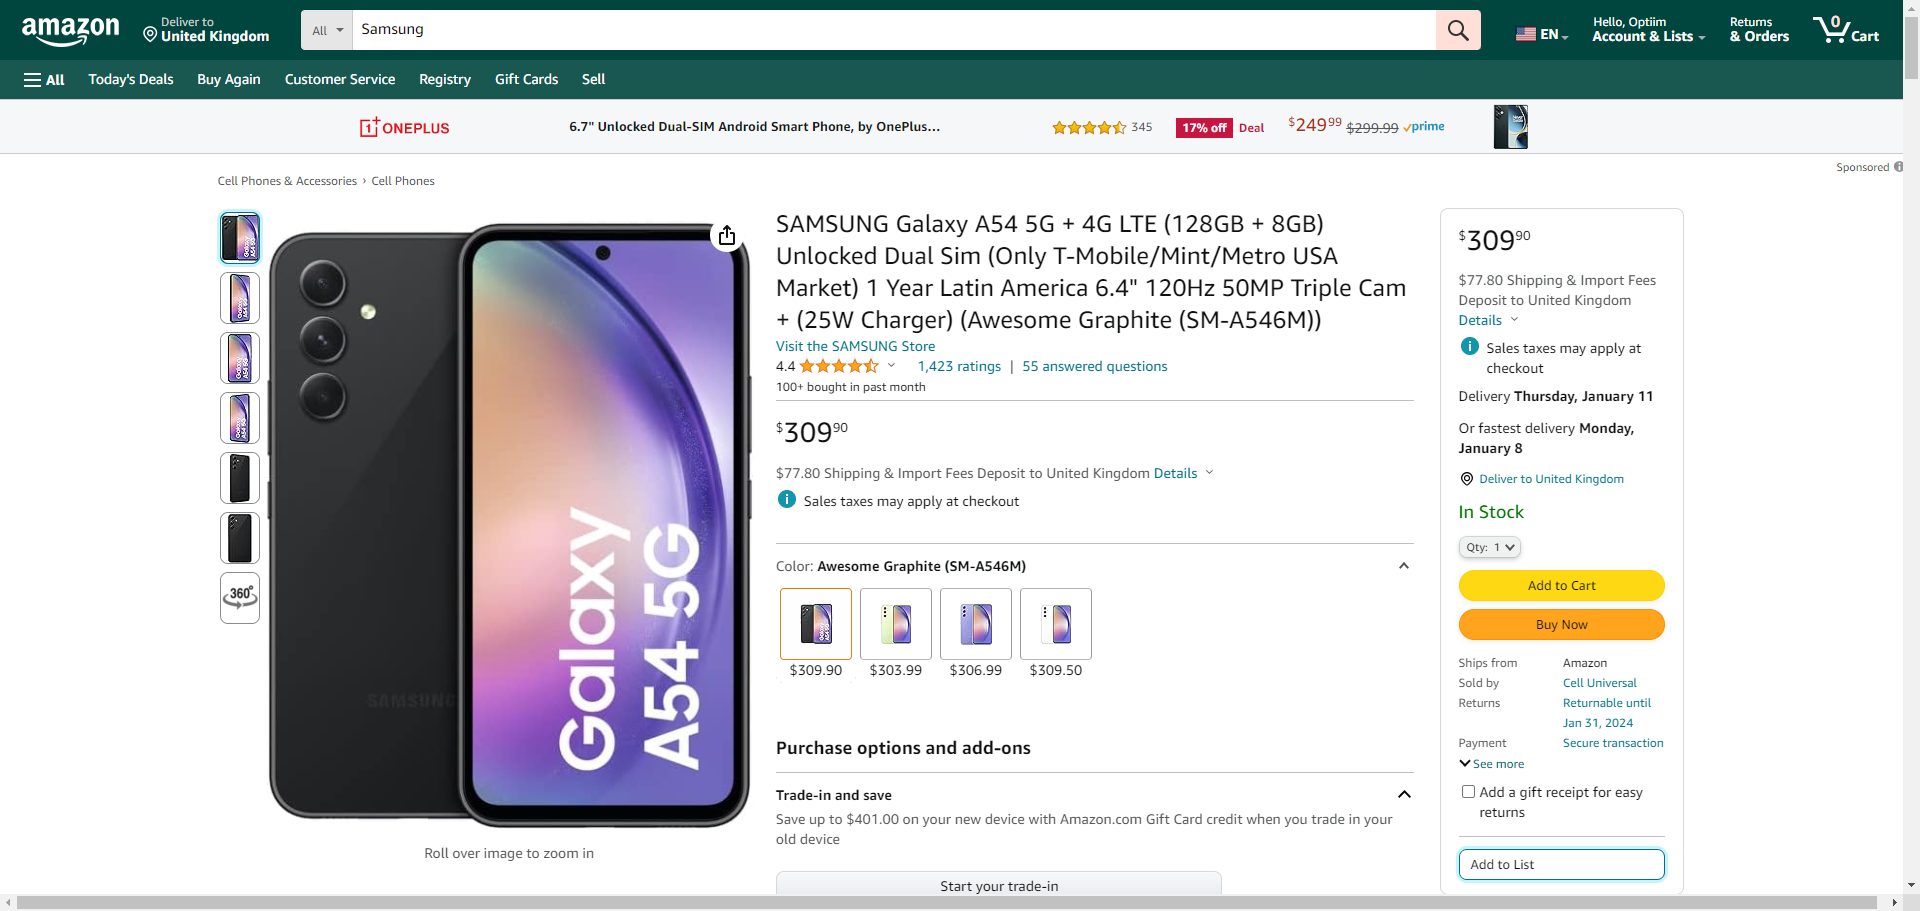 amazon
Deliver to
United Kingdom
All
Samsung
EN
Hello, Optiim
Account & Lists
Returns
& Orders
0
Cart
All
Today's Deals
Buy Again
Customer Service
Registry
Gift Cards
Sell
ONEPLUS
6.7" Unlocked Dual-SIM Android Smart Phone, by OnePlus...
345
17% off
Deal
$249 99
$299.99
prime
Sponsored
Cell Phones & Accessories › Cell Phones
360°
SAMSUNG
Galaxy
A54 5G
Roll over image to zoom in
SAMSUNG Galaxy A54 5G + 4G LTE (128GB + 8GB)
Unlocked Dual Sim (Only T-Mobile/Mint/Metro USA
Market) 1 Year Latin America 6.4" 120Hz 50MP Triple Cam
+ (25W Charger) (Awesome Graphite (SM-A546M))
Visit the SAMSUNG Store
4.4
1,423 ratings | 55 answered questions
100+ bought in past month
$309 90
$77.80 Shipping & Import Fees Deposit to United Kingdom Details
Sales taxes may apply at checkout
Color: Awesome Graphite (SM-A546M)
$309.90
$303.99
$306.99
$309.50
Purchase options and add-ons
Trade-in and save
Save up to $401.00 on your new device with Amazon.com Gift Card credit when you trade in your
old device
Start your trade-in
$309 90
$77.80 Shipping & Import Fees
Deposit to United Kingdom
Details
Sales taxes may apply at
checkout
Delivery Thursday, January 11
Or fastest delivery Monday,
January 8
Deliver to United Kingdom
In Stock
Qty: 1
Add to Cart
Buy Now
Ships from Amazon
Sold by Cell Universal
Returns Returnable until
Jan 31, 2024
Payment Secure transaction
See more
Add a gift receipt for easy
returns
Add to List